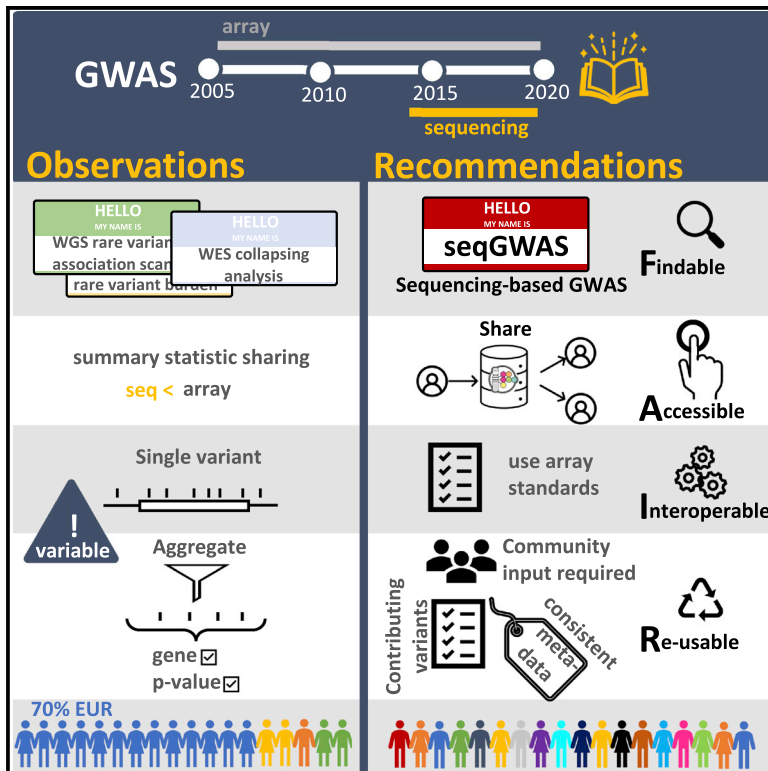 array
GWAS
2005
2010
2015
2020
sequencing
Observations
Recommendations
HELLO
MY NAME IS
WGS rare varian
association scan
rare variant burden
HELLO
MY NAME IS
WES collapsing
analysis
HELLO
MY NAME IS
seqGWAS
Sequencing-based GWAS
Findable
summary statistic sharing
seq < array
Share
Accessible
Single variant
!
variable
use array
standards
Interoperable
Aggregate
gene
p-value
Community
input required
Contributing
variants
consistent
meta-
data
Re-usable
70% EUR